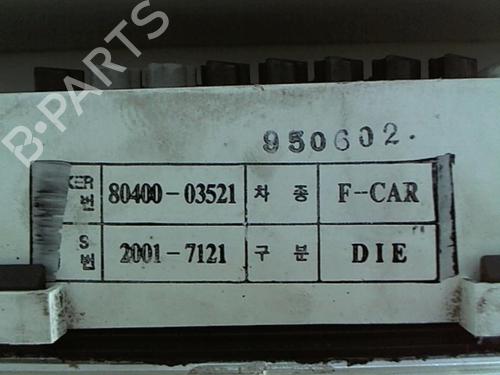 B-PARTS
950602.
KER 번 80400-03521 차 종 F-CAR
S 번 2001-7121 구 분 DIE